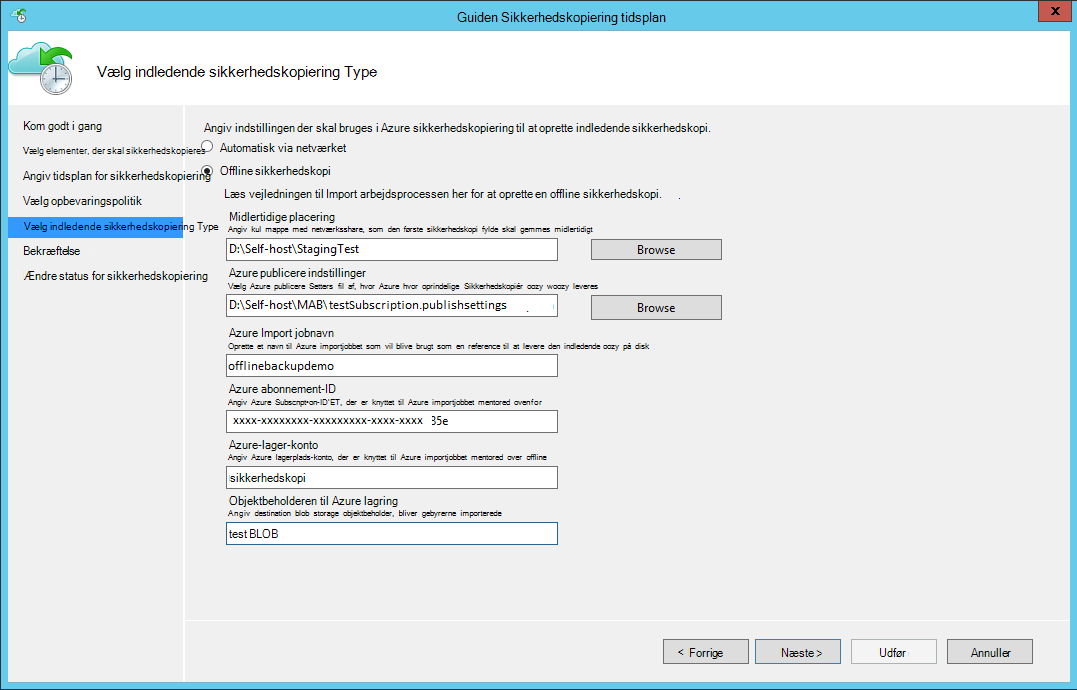 Guiden Sikkerhedskopiering tidsplan
x
Vælg indledende sikkerhedskopiering Type
Kom godt i gang
Vælg elementer, der skal sikkerhedskopieres
Angiv tidsplan for sikkerhedskopiering
Vælg opbevaringspolitik
Vælg indledende sikkerhedskopiering Type
Bekræftelse
Ændre status for sikkerhedskopiering
Angiv indstillingen der skal bruges i Azure sikkerhedskopiering til at oprette indledende sikkerhedskopi.
Automatisk via netværket
Offline sikkerhedskopi
Læs vejledningen til Import arbejdsprocessen her for at oprette en offline sikkerhedskopi. .
Midlertidige placering
Angiv kul mappe med netværksshare, som den første sikkerhedskopi fylde skal gemmes midlertidigt
D:\Self-host\StagingTest
Browse
Azure publicere indstillinger
Vælg Azure publicere Setters fil af, hvor Azure hvor oprindelige Sikkerhedskopiér oozy woozy leveres
D:\Self-host\MAB\testSubscription.publishsettings
Browse
Azure Import jobnavn
Oprette et navn til Azure importjobbet som vil blive brugt som en reference til at levere den indledende oozy på disk
offlinebackupdemo
Azure abonnement-ID
Angiv Azure Subscnpt•on-ID'ET, der er knyttet til Azure importjobbet mentored ovenfor
xxxx-xxxxxxxx-xxxxxxxxx-xxxx-xxxx 35e
Azure-lager-konto
Angiv Azure lagerplads-konto, der er knyttet til Azure importjobbet mentored over offline
sikkerhedskopi
Objektbeholderen til Azure lagring
Angiv destination blob storage objektbeholder, bliver gebyrerne importerede
test BLOB
< Forrige
Næste >
Udfør
Annuller